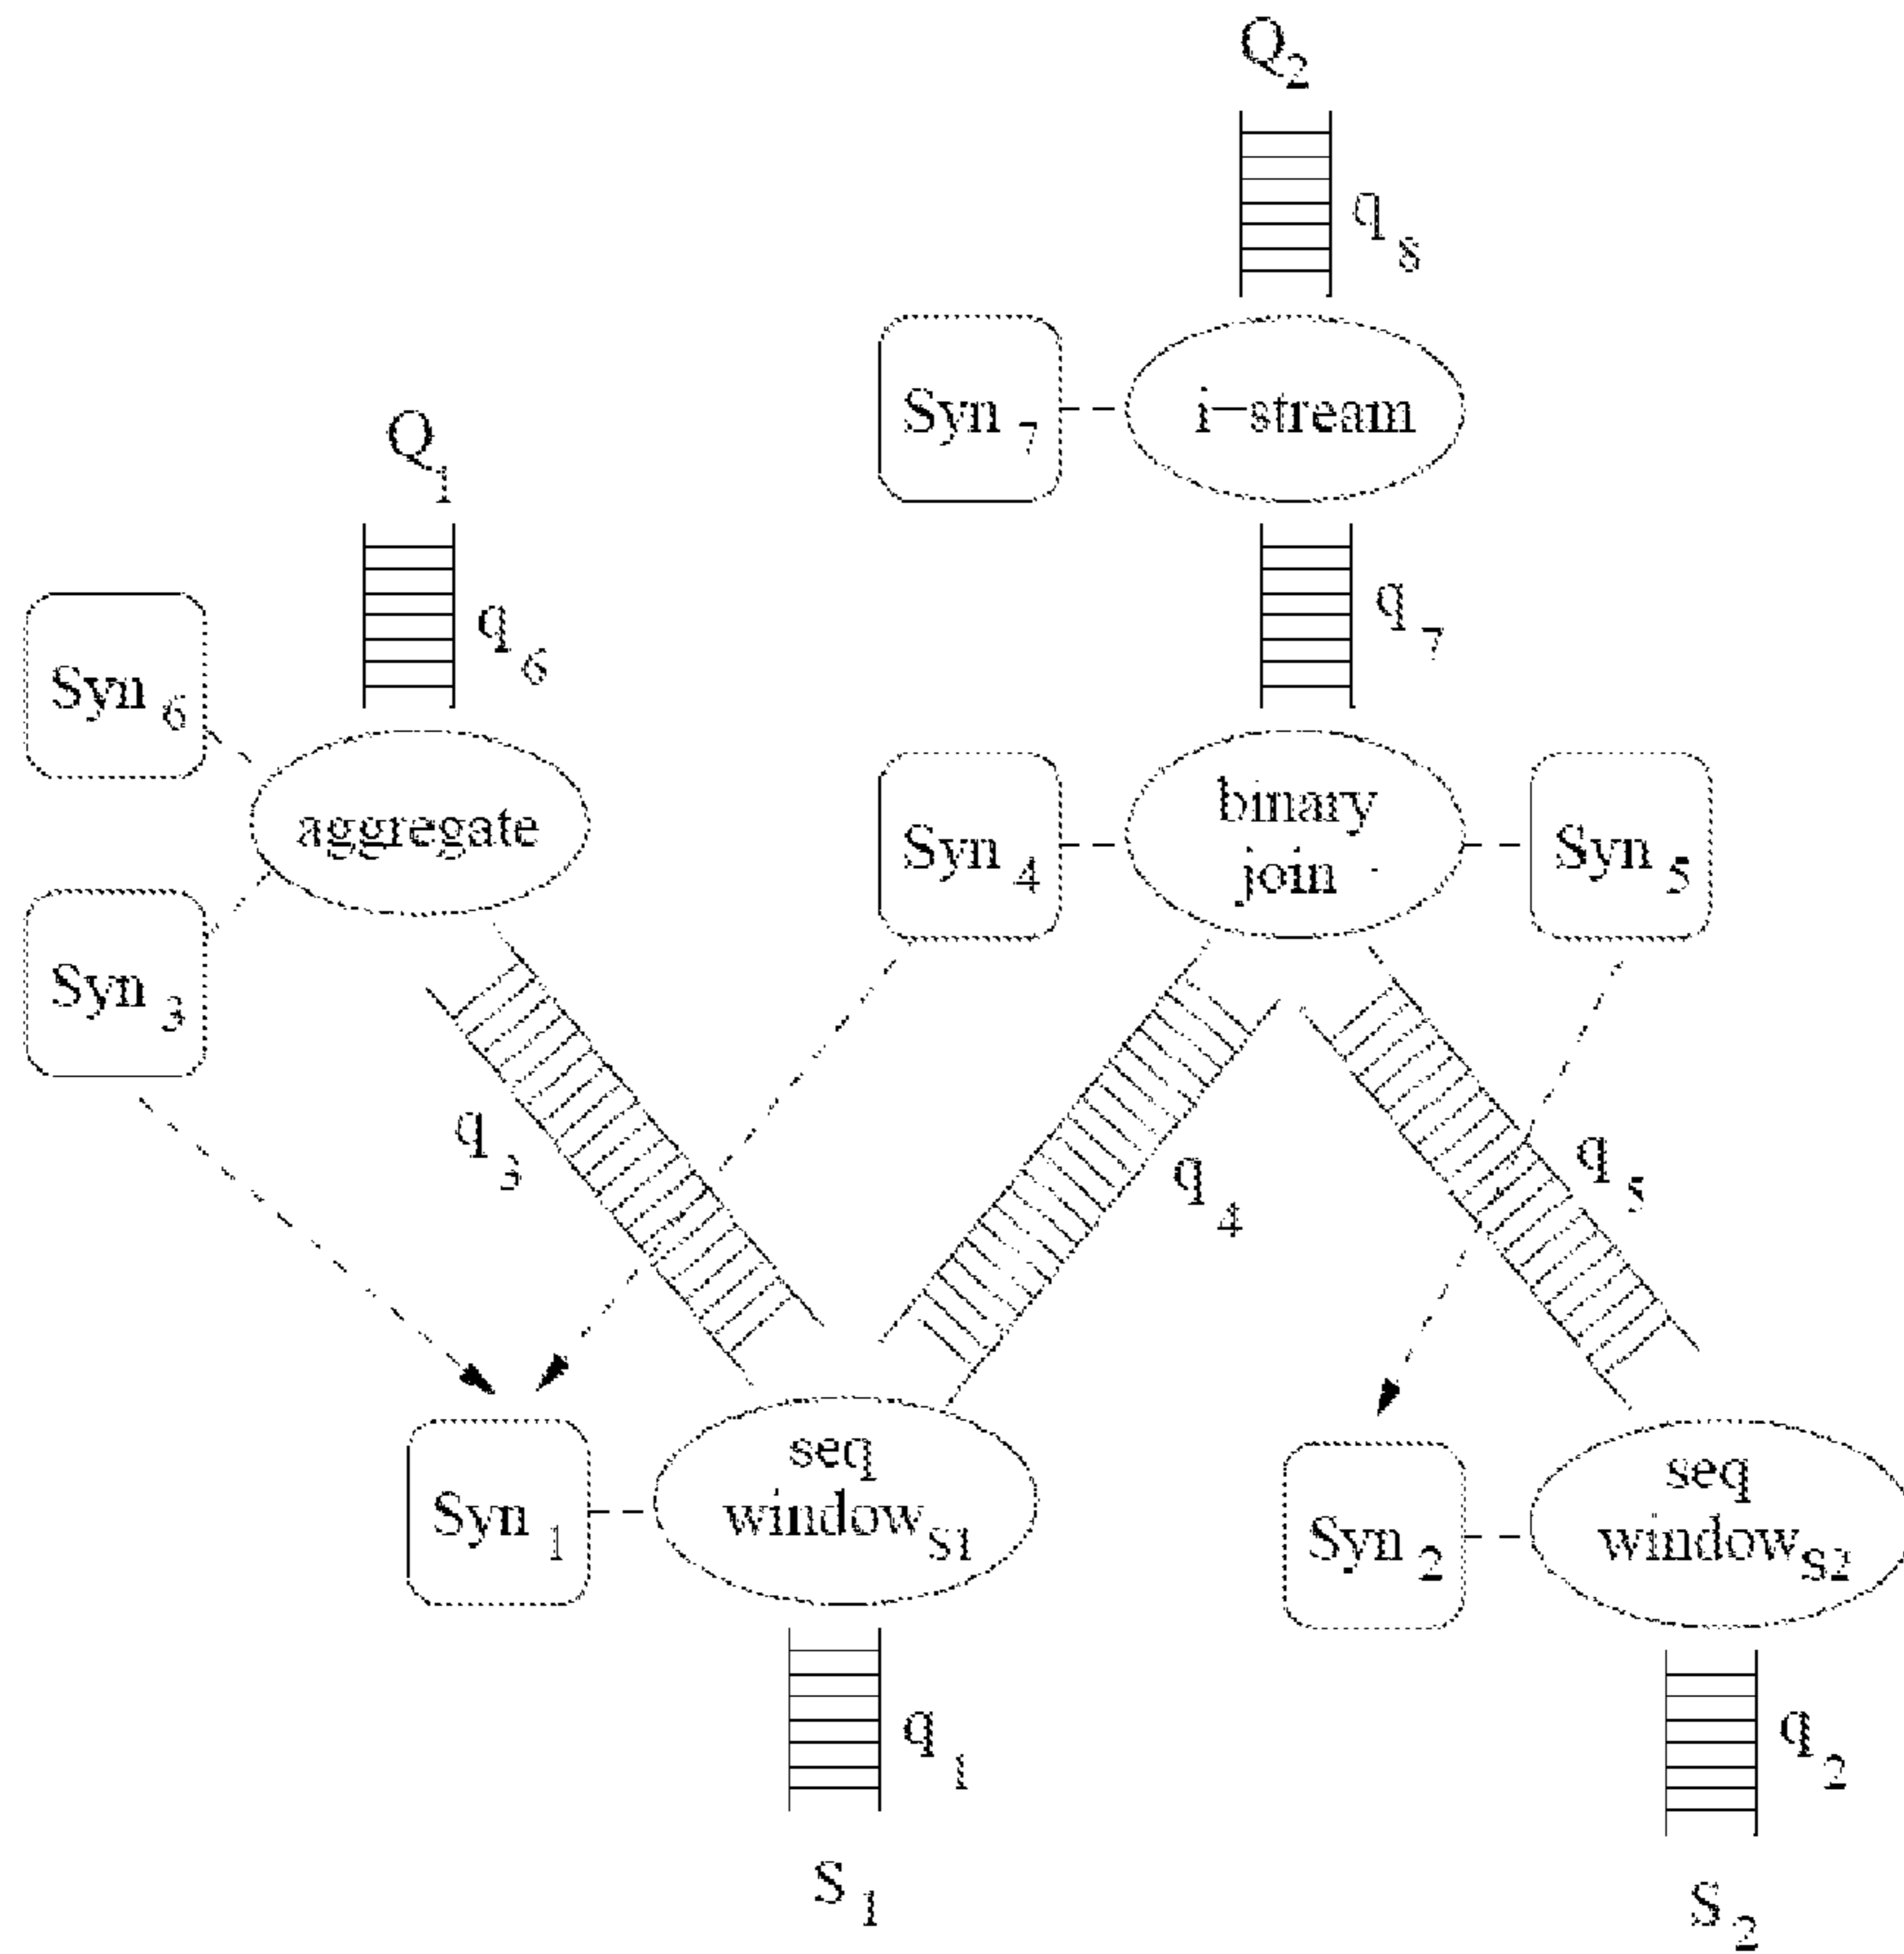 Q2
q8
Syn7
i-stream
Q1
q6
q7
Syn6
aggregate
Syn4
binary
join
Syn5
Syn3
q3
q4
q5
Syn1
seq
windowS1
Syn2
seq
windowS2
q1
q2
S1
S2